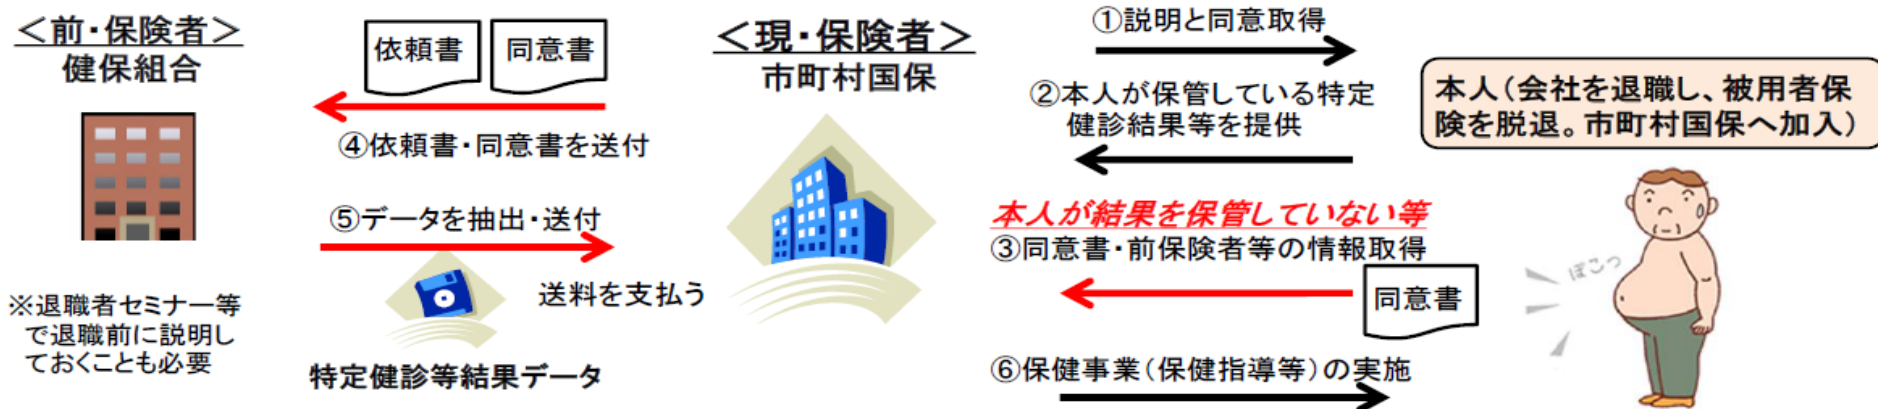 ＜前・保険者＞
健保組合
※退職者セミナー等
で退職前に説明し
ておくことも必要
依頼書
同意書
④依頼書・同意書を送付
⑤データを抽出・送付
送料を支払う
特定健診等結果データ
＜現・保険者＞
市町村国保
①説明と同意取得
②本人が保管している特定
健診結果等を提供
本人が結果を保管していない等
③同意書・前保険者等の情報取得
同意書
⑥保健事業（保健指導等）の実施
本人（会社を退職し、被用者保
険を脱退。市町村国保へ加入）
ぽこっ